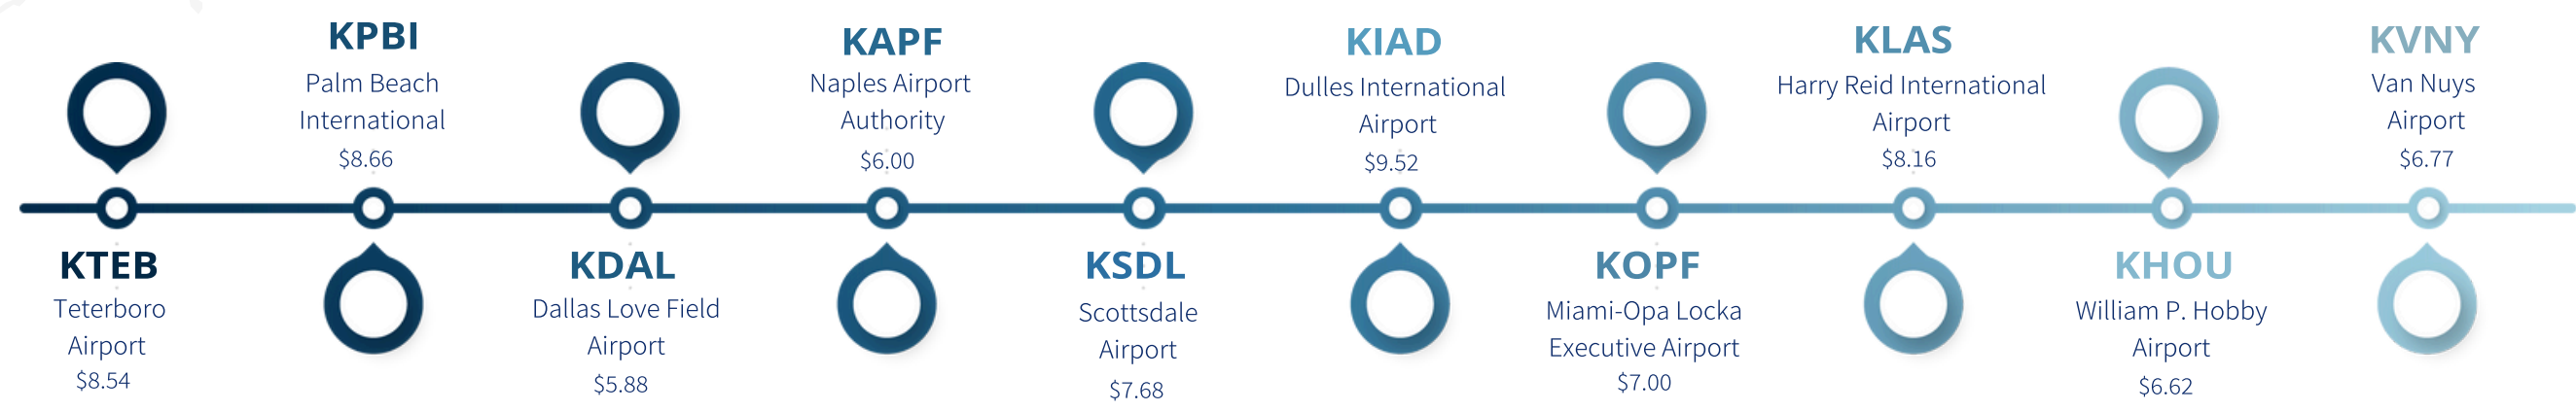 KTEB
Teterboro
Airport
$8.54
KPBI
Palm Beach
International
$8.66
KDAL
Dallas Love Field
Airport
$5.88
KAPF
Naples Airport
Authority
$6.00
KSDL
Scottsdale
Airport
$7.68
KIAD
Dulles International
Airport
$9.52
KOPF
Miami-Opa Locka
Executive Airport
$7.00
KLAS
Harry Reid International
Airport
$8.16
KHOU
William P. Hobby
Airport
$6.62
KVNY
Van Nuys
Airport
$6.77